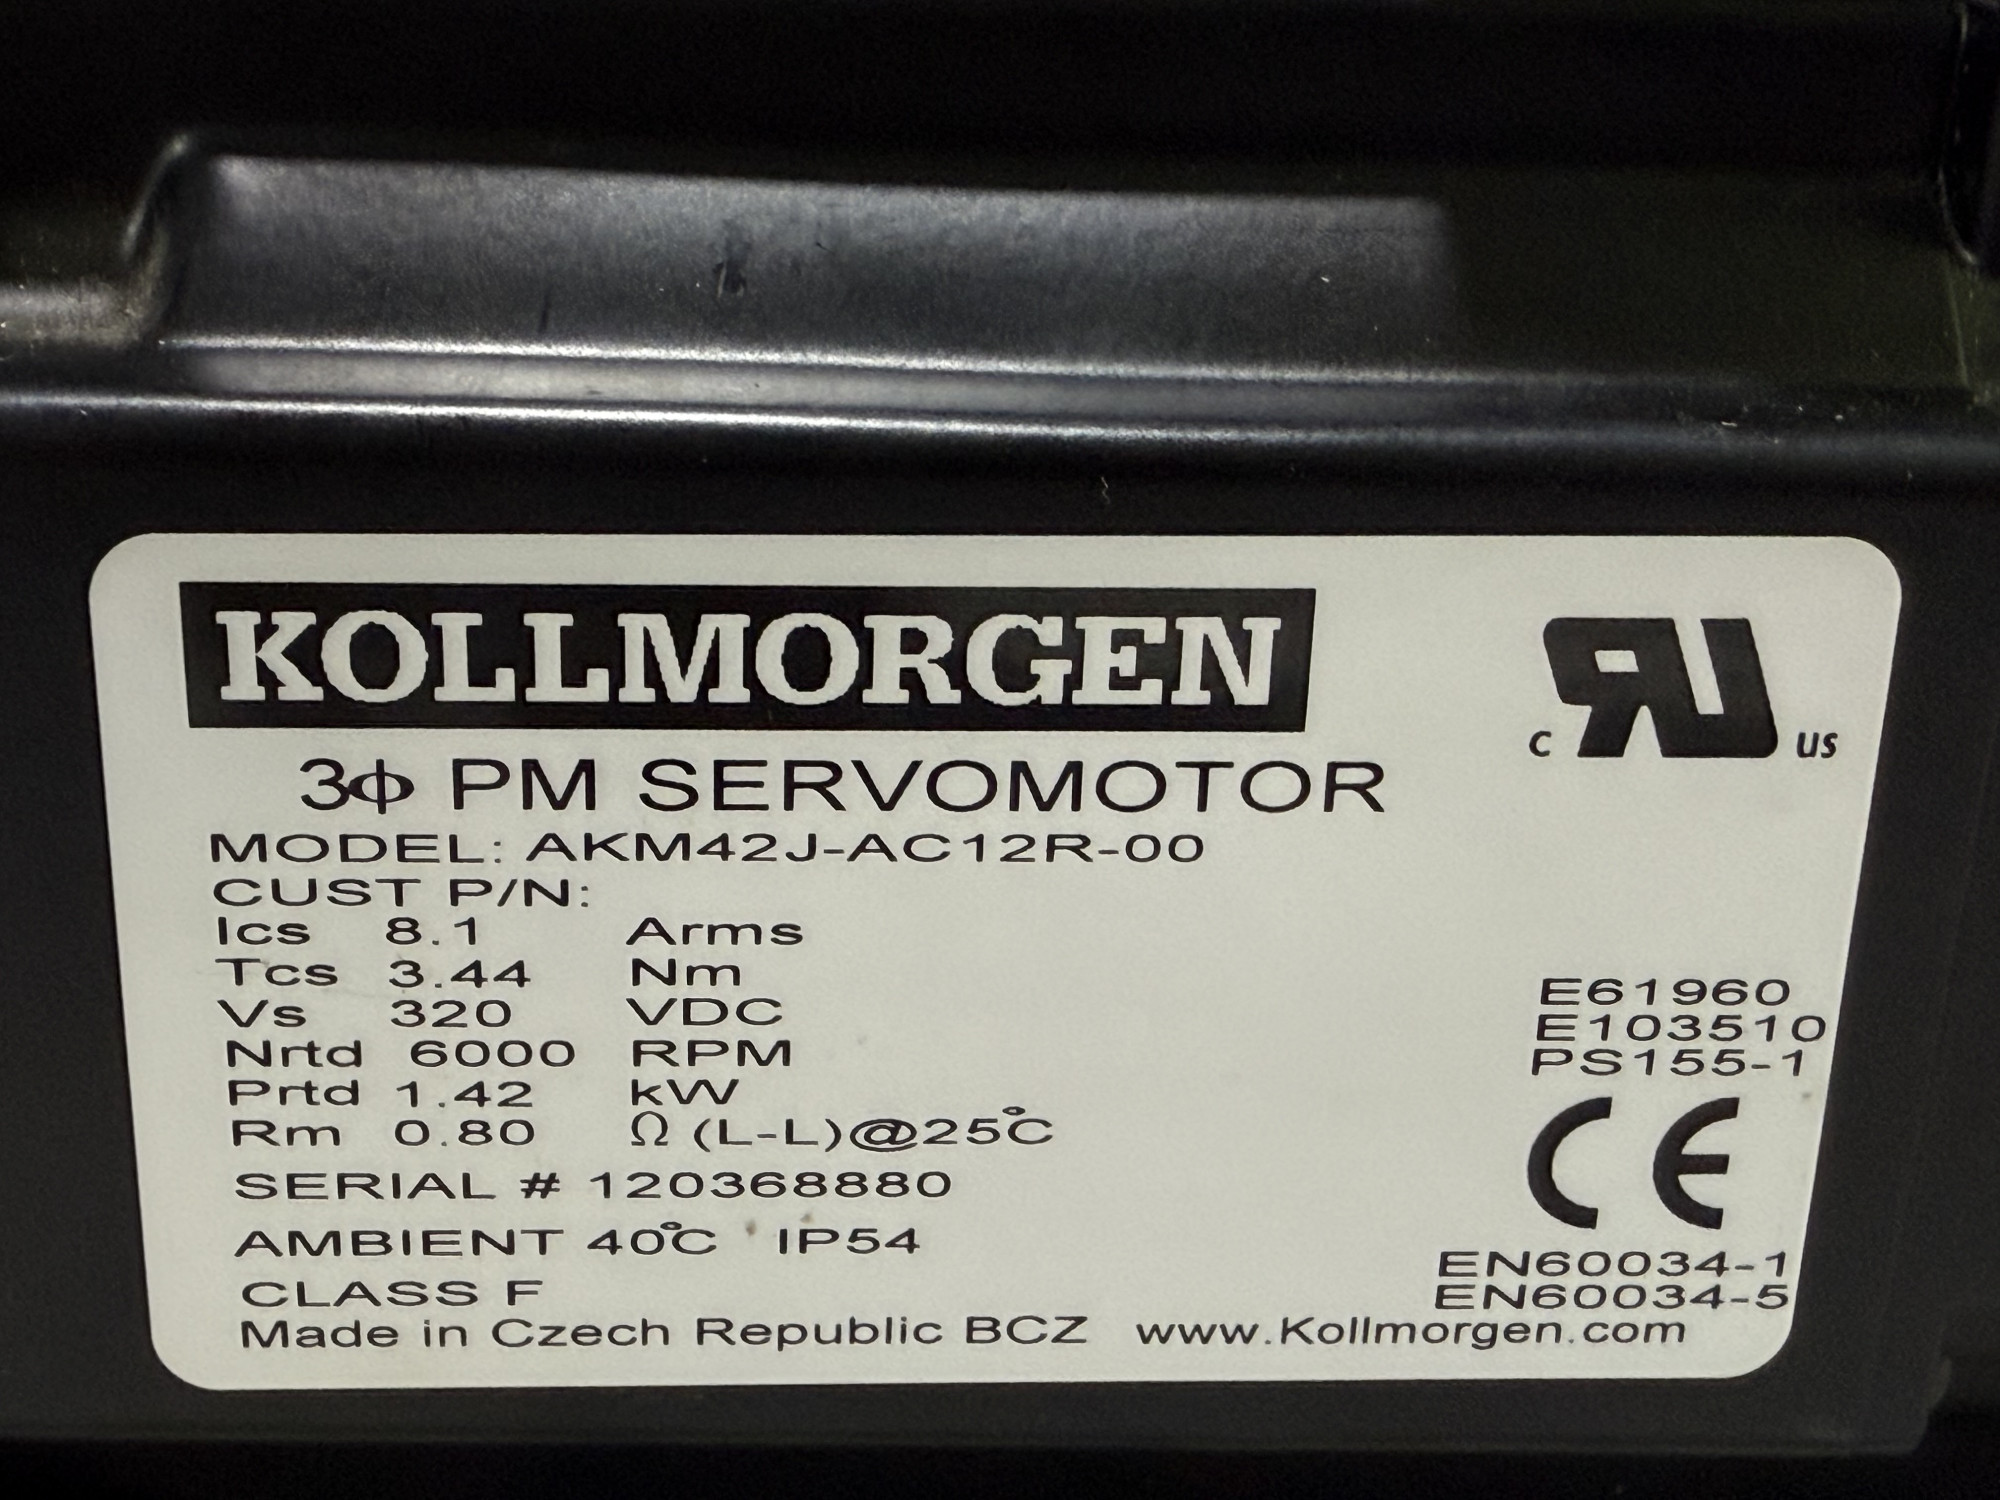 KOLLMORGEN
c RU us
3ϕ PM SERVOMOTOR
MODEL: AKM42J-AC12R-00
CUST P/N:
Ics 8.1 Arms
Tcs 3.44 Nm
Vs 320 VDC
Nrtd 6000 RPM
Prtd 1.42 kW
Rm 0.80 Ω (L-L)@25°C
E61960
E103510
PS155-1
SERIAL # 120368880
CE
AMBIENT 40°C IP54
CLASS F
EN60034-1
EN60034-5
Made in Czech Republic BCZ www.Kollmorgen.com